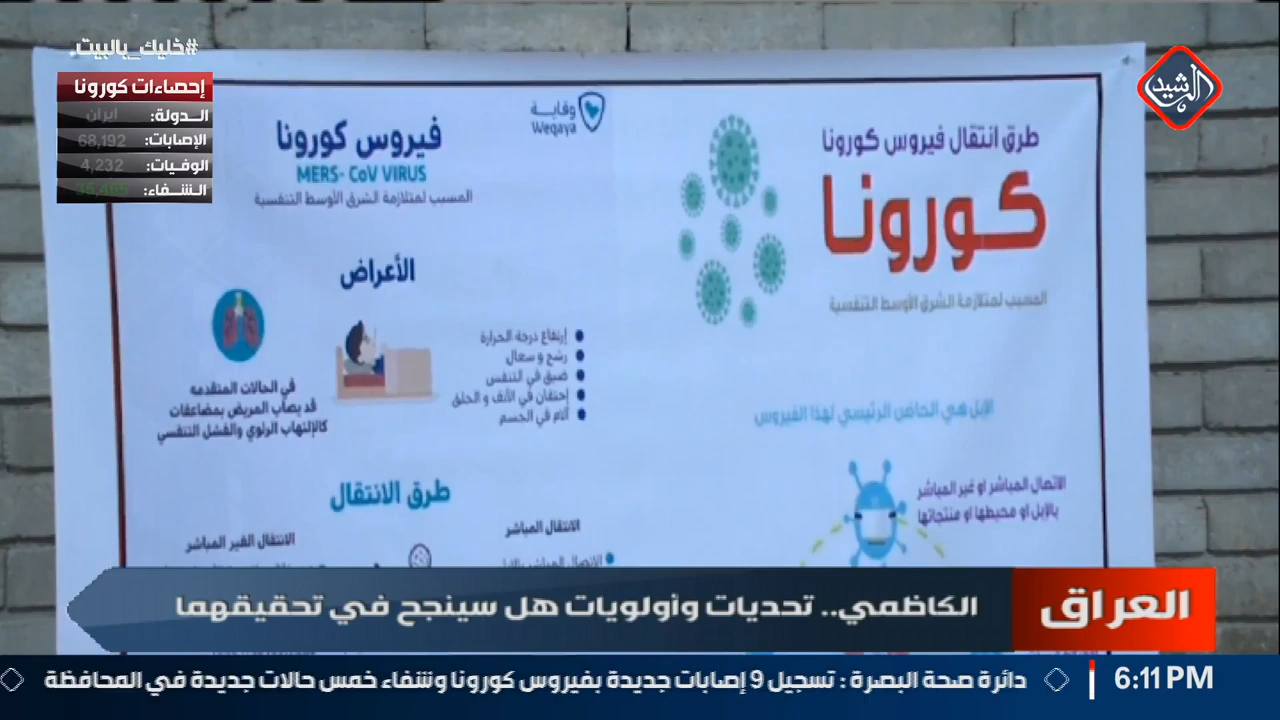 #خليك_بالبيت.
الرشيد
إحصاءات كورونا
الدولة: ايران
الإصابات: 68,192
الوفيات: 4,232
الشفاء:
وقاية
Weqaya
طرق انتقال فيروس كورونا
كورونا
المسبب لمتلازمة الشرق الأوسط التنفسية
الإبل هي الحاضن الرئيسي لهذا الفيروس
الاتصال المباشر او غير المباشر
بالإبل او محيطها او منتجاتها
فيروس كورونا
MERS- CoV VIRUS
المسبب لمتلازمة الشرق الأوسط التنفسية
الأعراض
إرتفاع درجة الحرارة
رشح و سعال
ضيق في التنفس
إحتقان في الأنف و الحلق
آلام في الجسم
في الحالات المتقدمه
قد يصاب المريض بمضاعفات
كالإلتهاب الرئوي والفشل التنفسي
طرق الانتقال
الانتقال المباشر
الاتصال المباشر بالإبل
الانتقال الغير المباشر
العراق
الكاظمي.. تحديات وأولويات هل سينجح في تحقيقهما
6:11 PM
دائرة صحة البصرة : تسجيل 9 إصابات جديدة بفيروس كورونا وشفاء خمس حالات جديدة في المحافظة